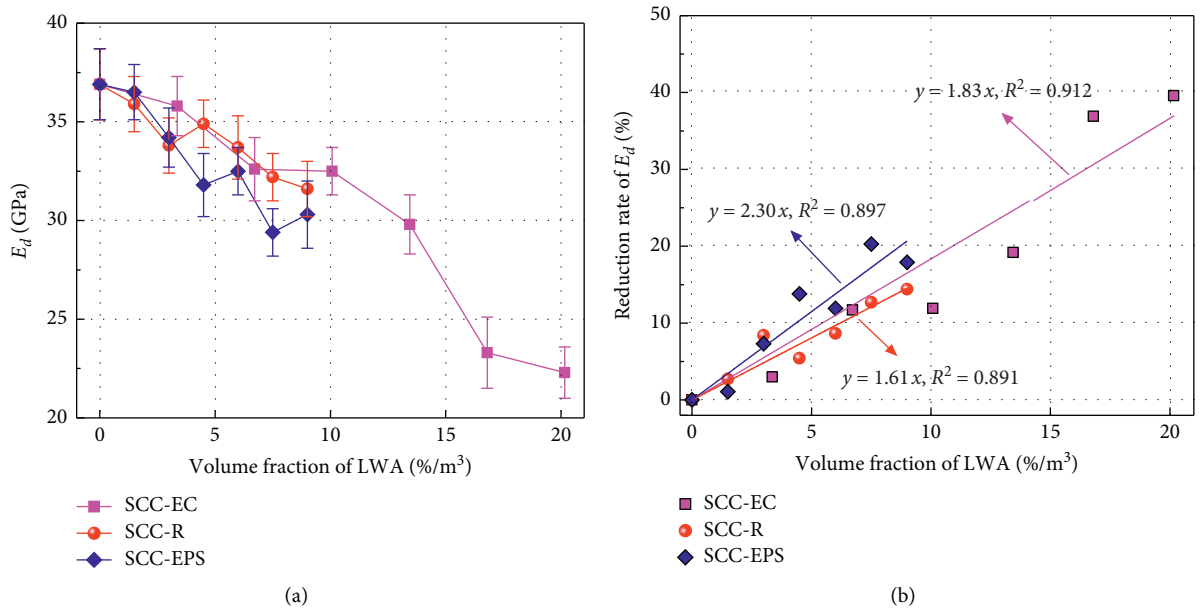 40
35
30
25
20
E_d (GPa)
0
5
10
15
20
Volume fraction of LWA (%/m³)
SCC-EC
SCC-R
SCC-EPS
(a)
50
40
30
20
10
0
Reduction rate of E_d (%)
y = 1.83x, R² = 0.912
y = 2.30x, R² = 0.897
y = 1.61x, R² = 0.891
0
5
10
15
20
Volume fraction of LWA (%/m³)
SCC-EC
SCC-R
SCC-EPS
(b)